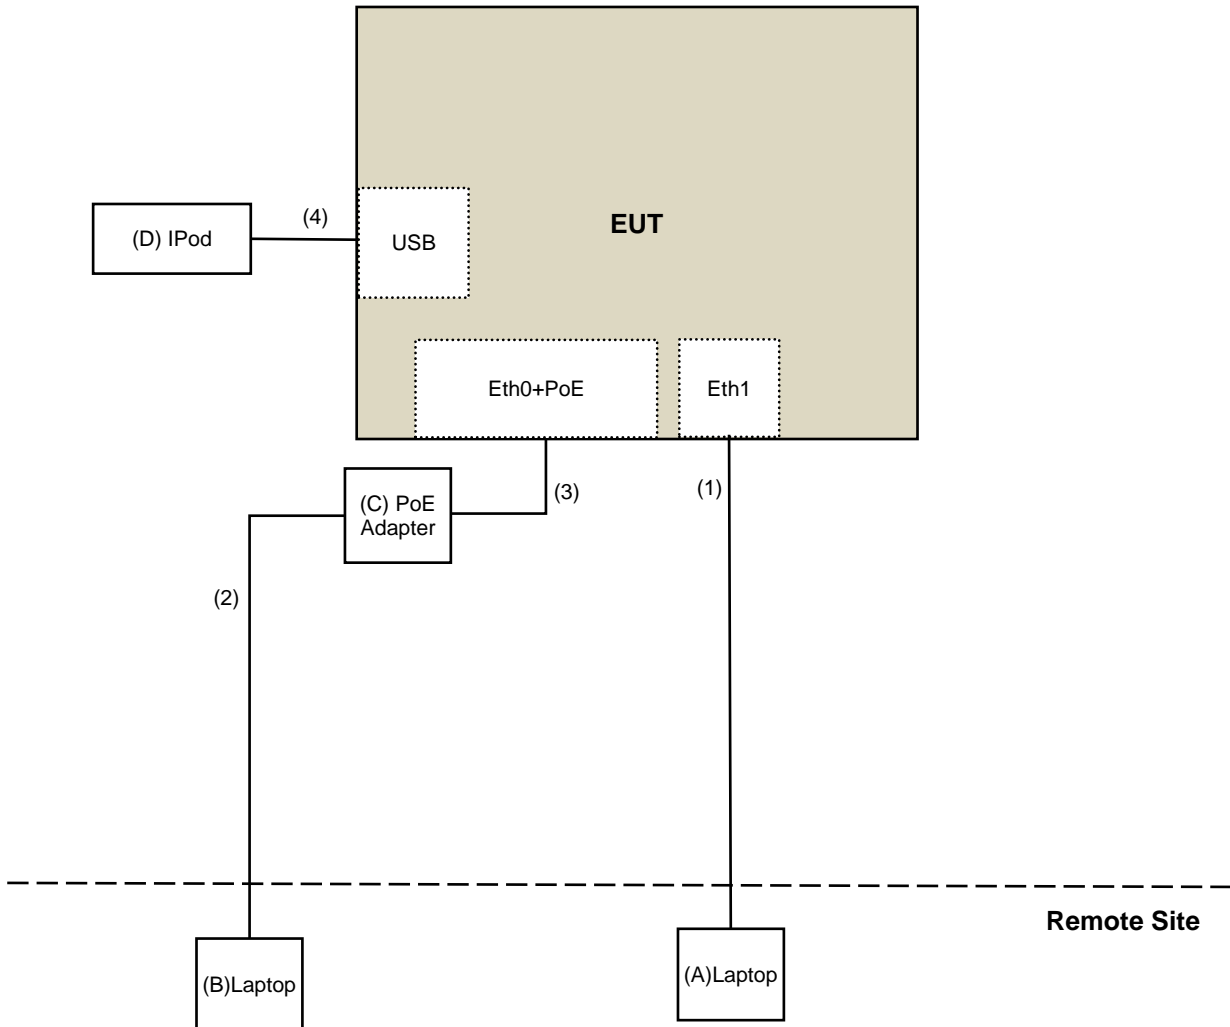 EUT
(4)
(D) IPod
USB
Eth0+PoE
Eth1
(C) PoE
Adapter
(3)
(1)
(2)
Remote Site
(B)Laptop
(A)Laptop